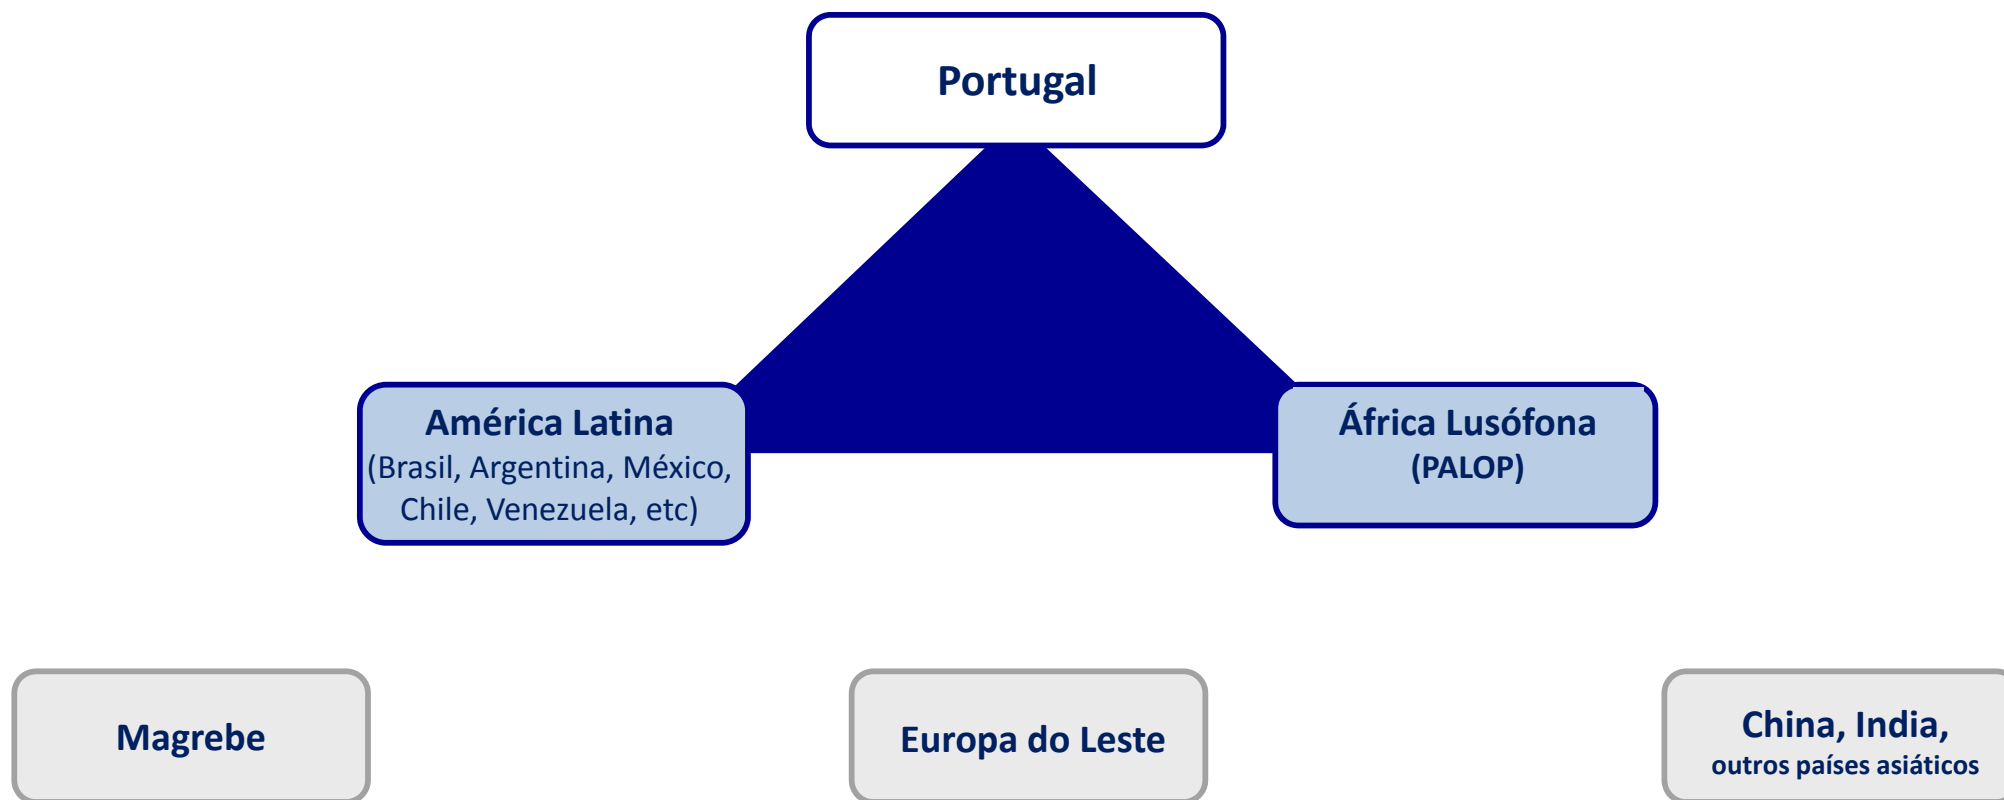 Portugal
América Latina
(Brasil, Argentina, México,
Chile, Venezuela, etc)
África Lusófona
(PALOP)
Magrebe
Europa do Leste
China, India,
outros países asiáticos